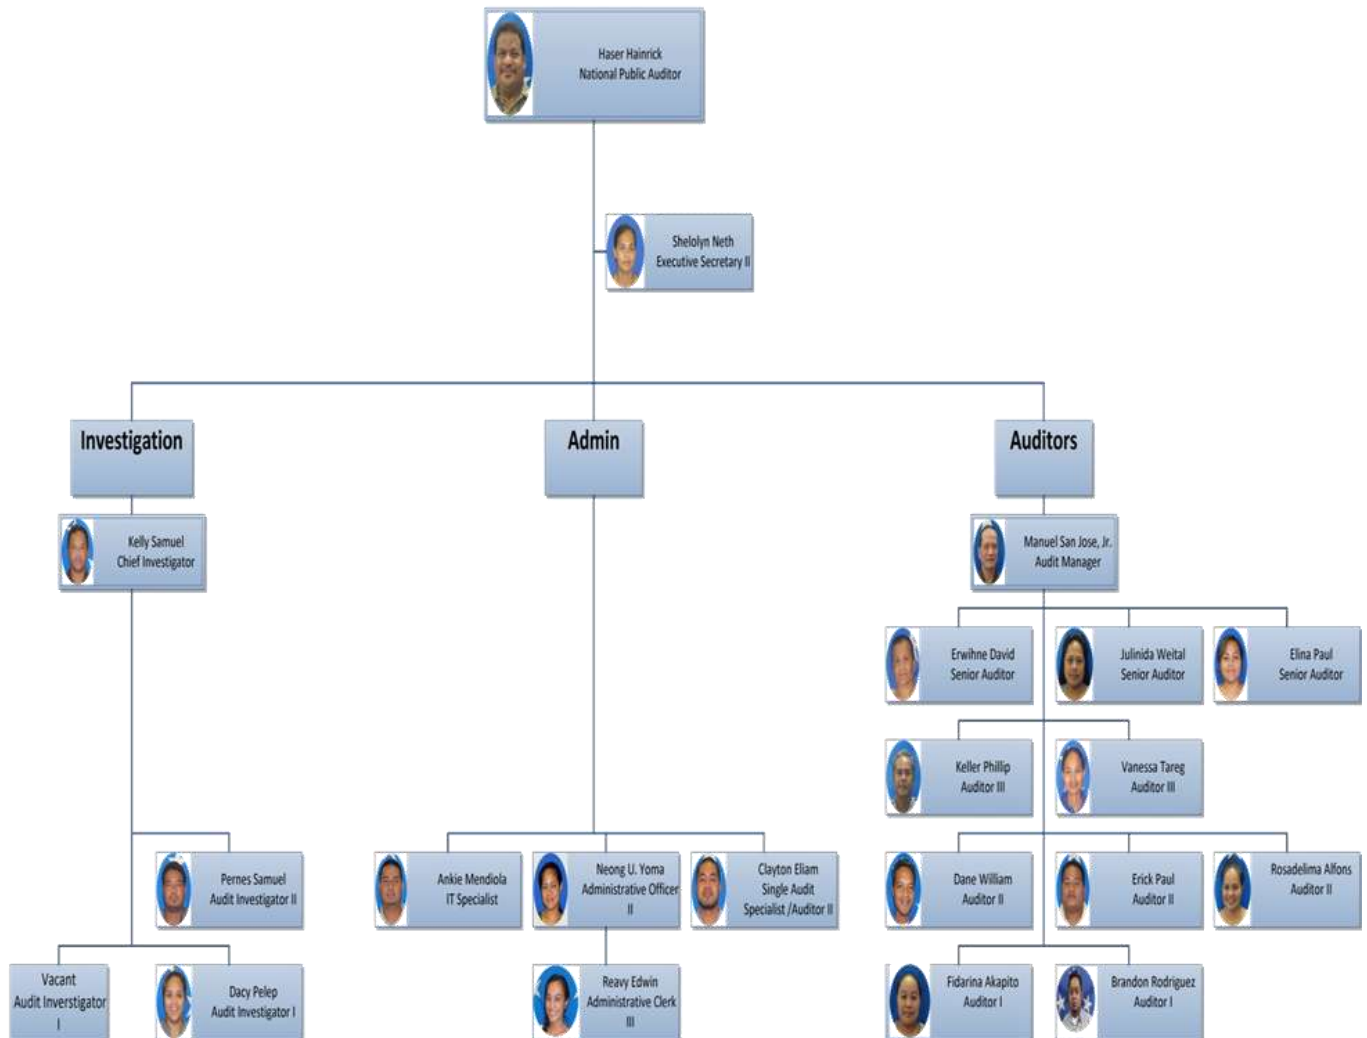 Haser Hainrick
National Public Auditor
Shelolyn Neth
Executive Secretary II
Investigation
Admin
Auditors
Kelly Samuel
Chief Investigator
Manuel San Jose, Jr.
Audit Manager
Erwihne David
Senior Auditor
Julinida Weital
Senior Auditor
Elina Paul
Senior Auditor
Keller Phillip
Auditor III
Vanessa Tareg
Auditor III
Pernes Samuel
Audit Investigator II
Ankie Mendiola
IT Specialist
Neong U. Yoma
Administrative Officer
II
Clayton Eliam
Single Audit
Specialist /Auditor II
Dane William
Auditor II
Erick Paul
Auditor II
Rosadelima Alfons
Auditor II
Vacant
Audit Inverstigator
I
Dacy Pelep
Audit Investigator I
Reavy Edwin
Administrative Clerk
III
Fidarina Akapito
Auditor I
Brandon Rodriguez
Auditor I